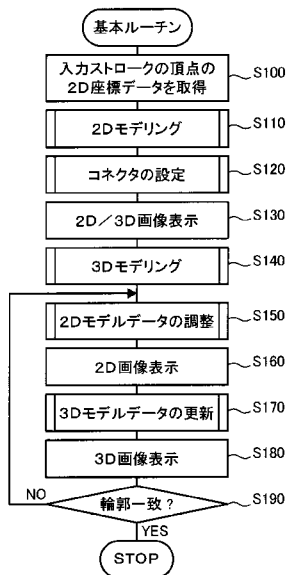 基本ルーチン
入力ストロークの頂点の
2D座標データを取得
S100
2Dモデリング
S110
コネクタの設定
S120
2D／3D画像表示
S130
3Dモデリング
S140
2Dモデルデータの調整
S150
2D画像表示
S160
3Dモデルデータの更新
S170
3D画像表示
S180
輪郭一致？
S190
NO
YES
STOP